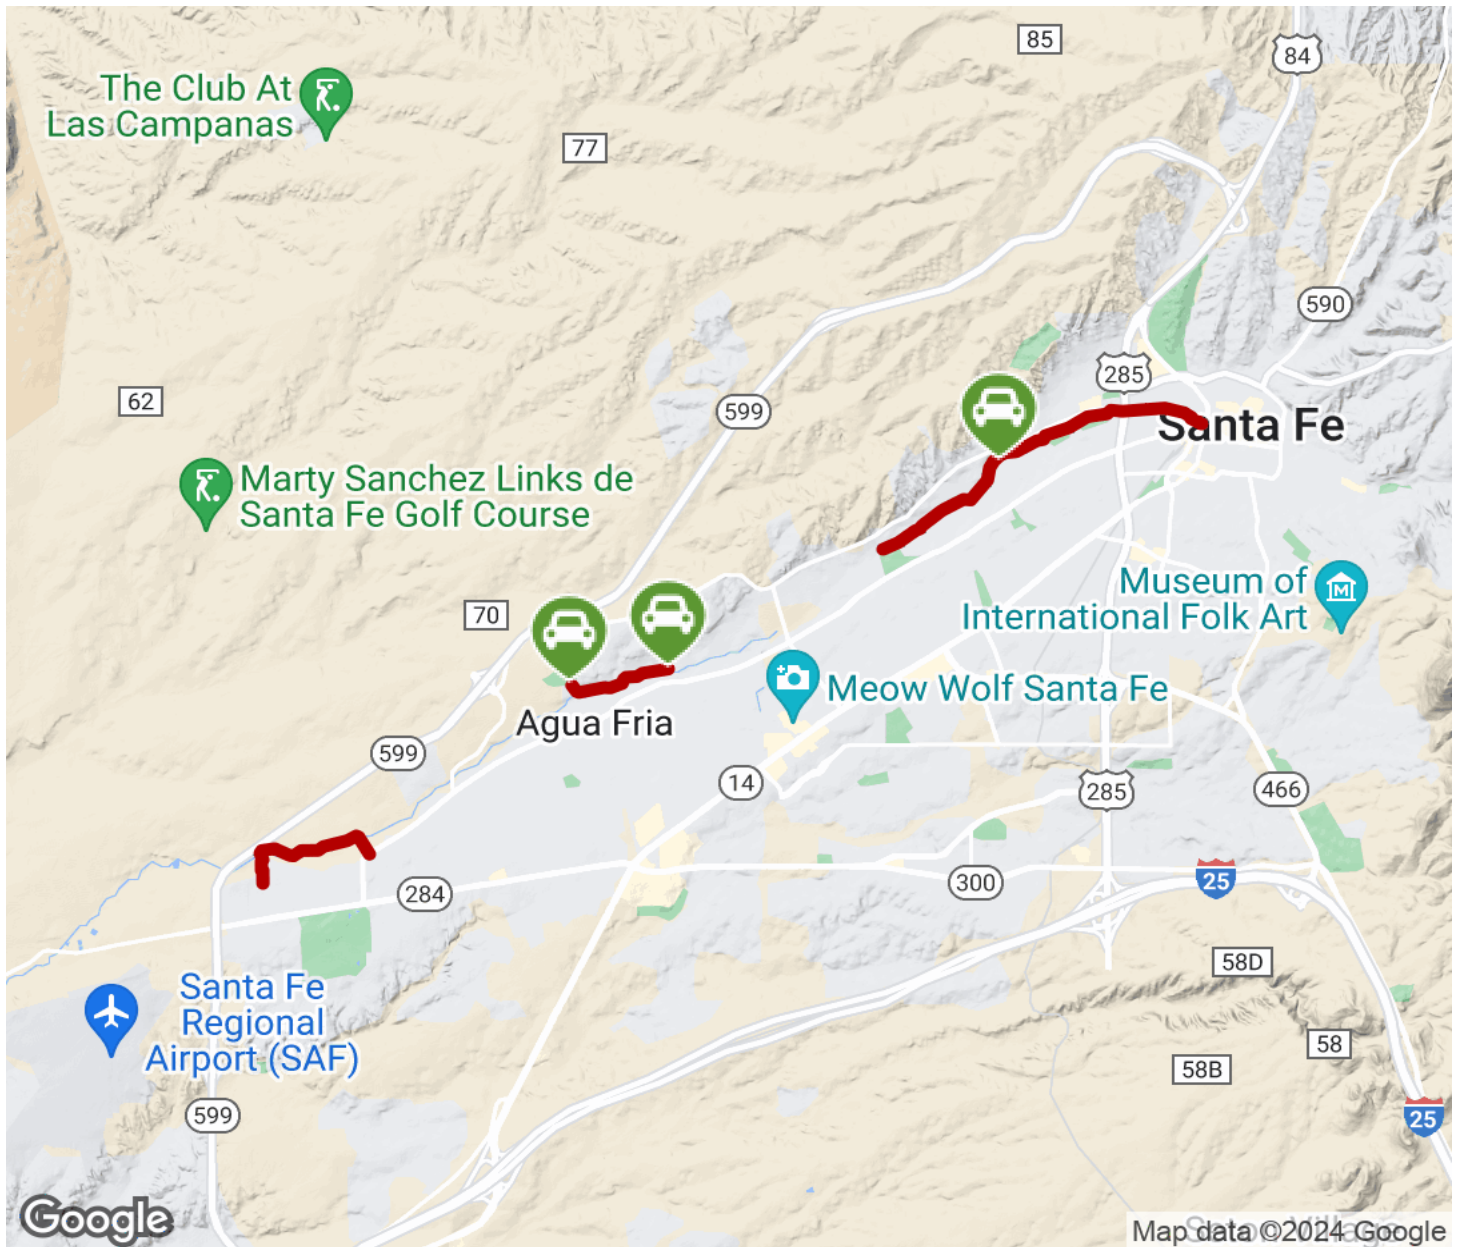 85
84
The Club At
Las Campanas
77
590
285
62
599
Santa Fe
Marty Sanchez Links de
Santa Fe Golf Course
Museum of
International Folk Art
70
Meow Wolf Santa Fe
Agua Fria
599
14
285
466
284
300
25
58D
Santa Fe
Regional
Airport (SAF)
58
58B
599
25
Google
Map data ©2024 Google